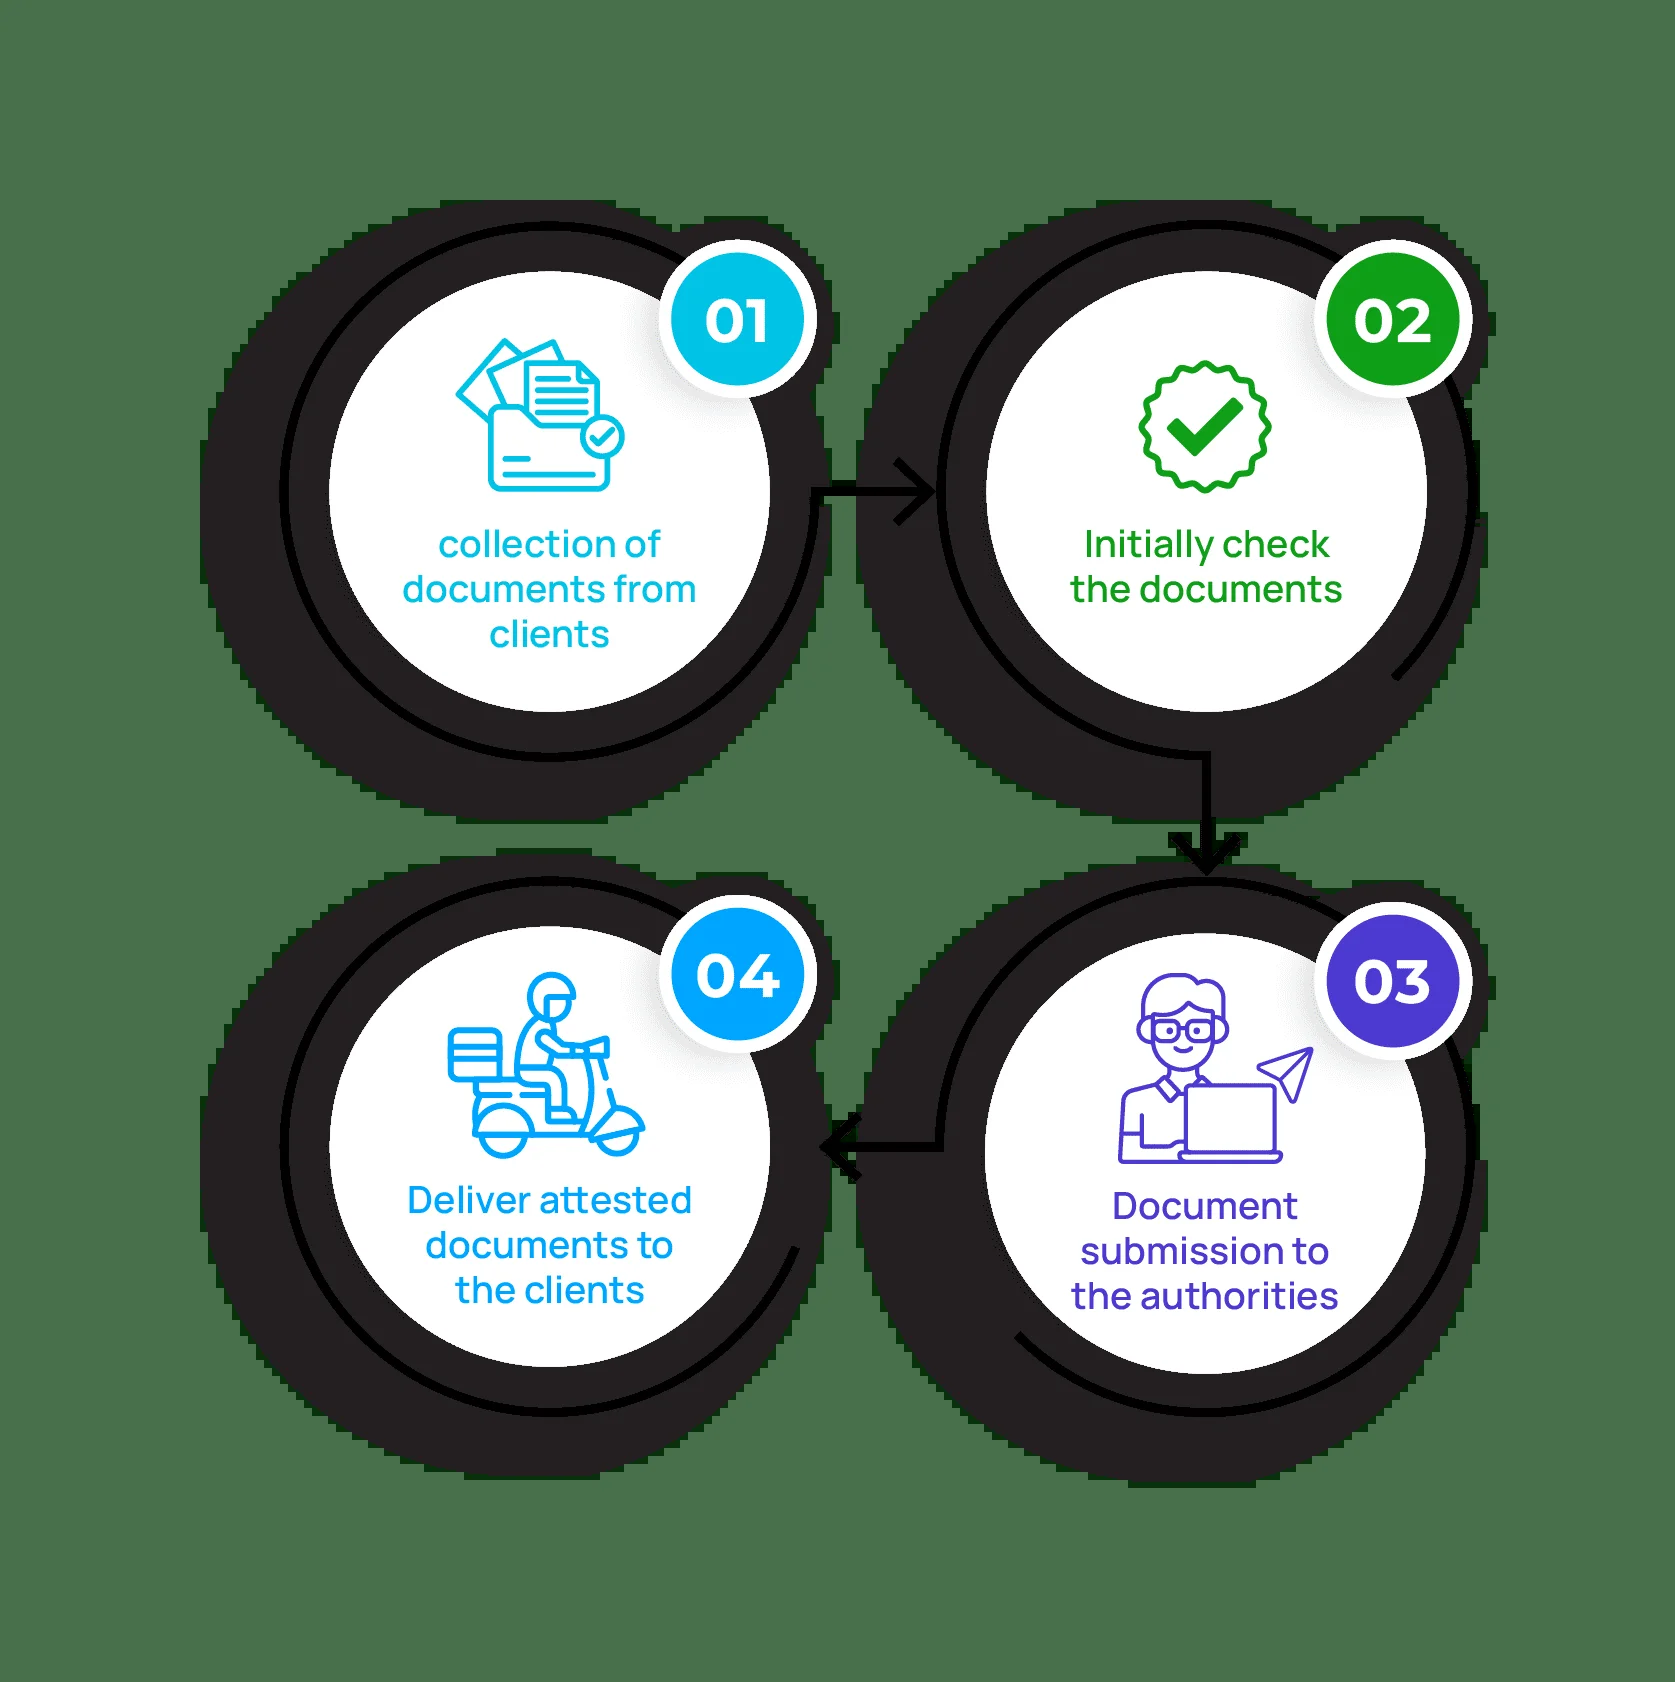 01
collection of
documents from
clients
02
Initially check
the documents
03
Document
submission to
the authorities
04
Deliver attested
documents to
the clients